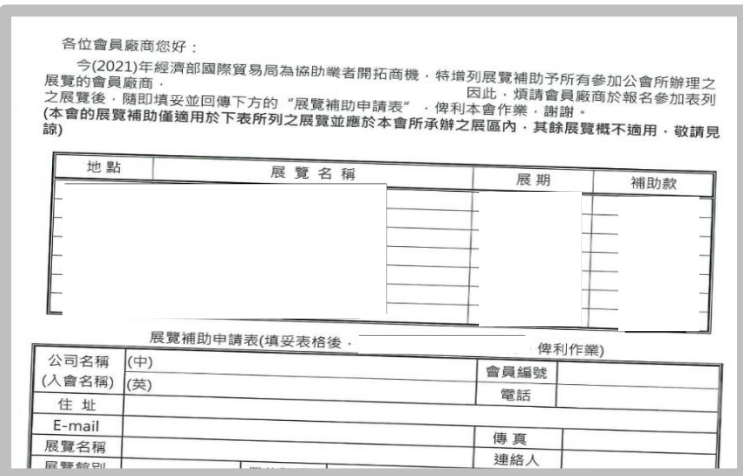 各位會員廠商您好：
今(2021)年經濟部國際貿易局為協助業者開拓商機，特增列展覽補助予所有參加公會所辦理之
展覽的會員廠商， 因此，煩請會員廠商於報名參加表列
之展覽後，隨即填妥並回傳下方的“展覽補助申請表”，俾利本會作業，謝謝。
(本會的展覽補助僅適用於下表所列之展覽並應於本會所承辦之展區內，其餘展覽概不適用，敬請見
諒)
地點 展覽名稱 展期 補助款
展覽補助申請表(填妥表格後， 俾利作業)
公司名稱 (中) 會員編號
(入會名稱) (英) 電話
住址
E-mail 傳真
展覽名稱 連絡人
展覽館別